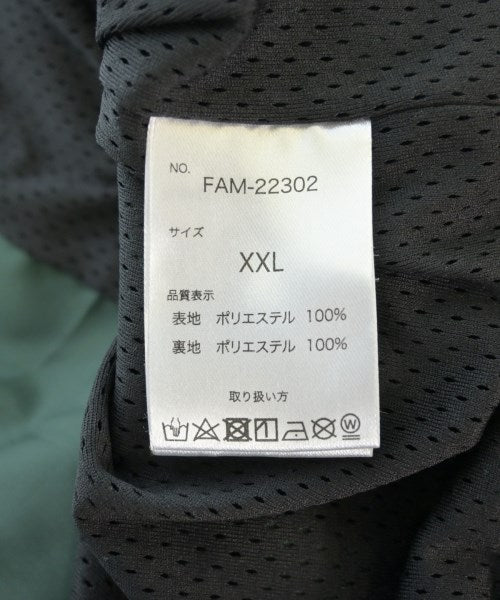 NO.
FAM-22302
サイズ
XXL
品質表示
表地 ポリエステル 100%
裏地 ポリエステル 100%
取り扱い方
W